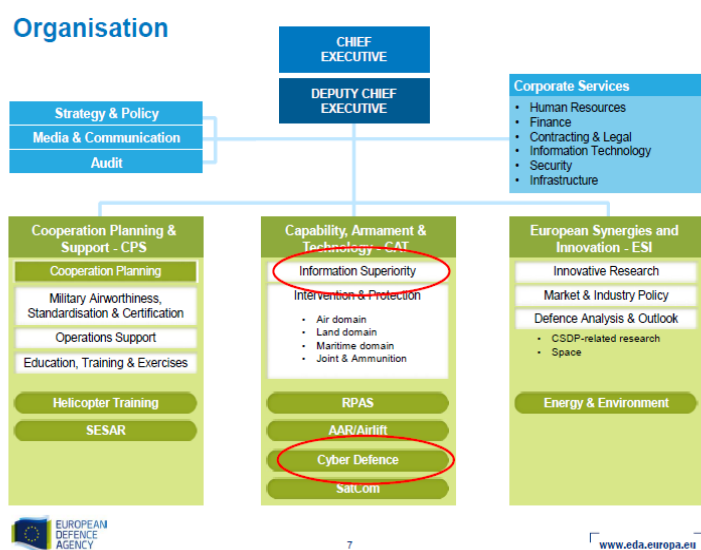 Organisation
CHIEF
EXECUTIVE
DEPUTY CHIEF
EXECUTIVE
Strategy & Policy
Media & Communication
Audit
Corporate Services
• Human Resources
• Finance
• Contracting & Legal
• Information Technology
• Security
• Infrastructure
Cooperation Planning &
Support - CPS
Cooperation Planning
Military Airworthiness,
Standardisation & Certification
Operations Support
Education, Training & Exercises
Helicopter Training
SESAR
Capability, Armament &
Technology - CAT
Information Superiority
Intervention & Protection
• Air domain
• Land domain
• Maritime domain
• Joint & Ammunition
RPAS
AAR/Airlift
Cyber Defence
SatCom
European Synergies and
Innovation - ESI
Innovative Research
Market & Industry Policy
Defence Analysis & Outlook
• CSDP-related research
• Space
Energy & Environment
EUROPEAN
DEFENCE
AGENCY
7
www.eda.europa.eu